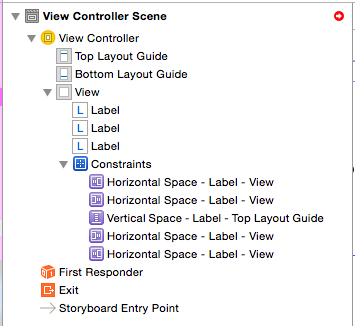 View Controller Scene
View Controller
Top Layout Guide
Bottom Layout Guide
View
L Label
L Label
L Label
Constraints
Horizontal Space - Label - View
Horizontal Space - Label - View
Vertical Space - Label - Top Layout Guide
Horizontal Space - Label - View
Horizontal Space - Label - View
First Responder
Exit
Storyboard Entry Point